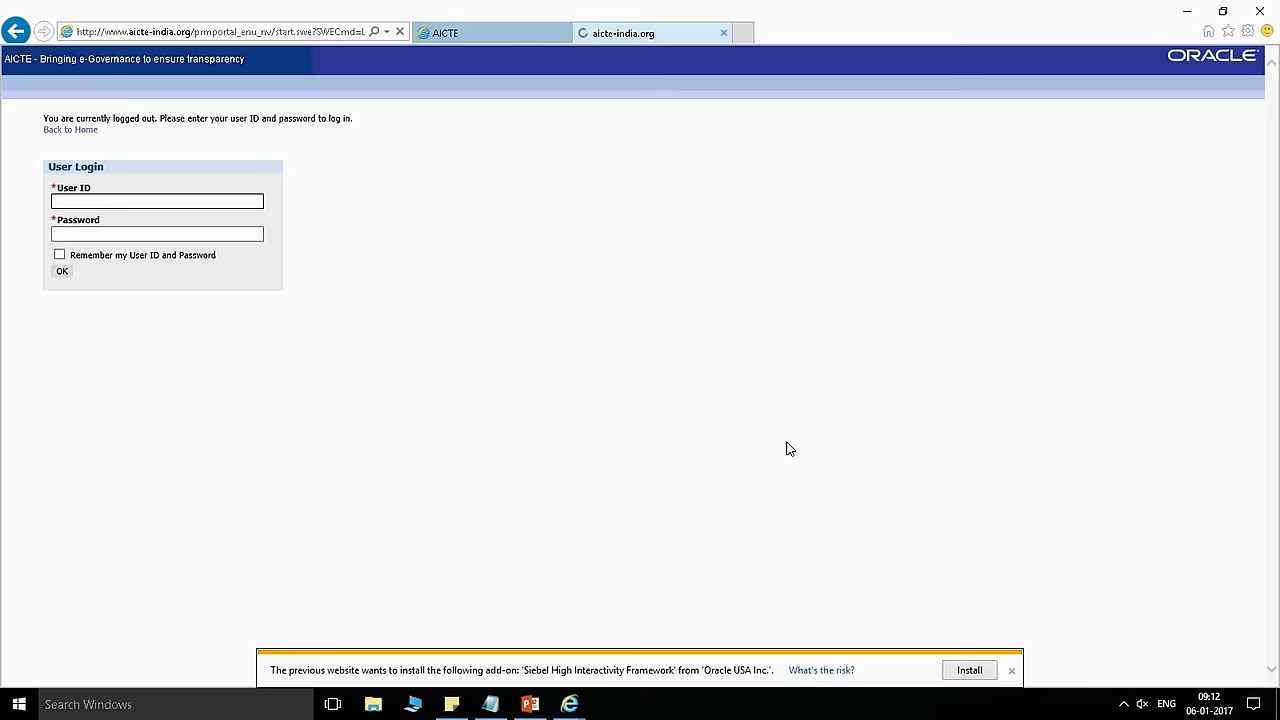 http://www.aicte-india.org/prmportal_enu_nv/start.swe?SWECmd=L
AICTE
aicte-india.org
AICTE - Bringing e-Governance to ensure transparency
ORACLE
You are currently logged out. Please enter your user ID and password to log in.
Back to Home
User Login
*User ID
*Password
Remember my User ID and Password
OK
The previous website wants to install the following add-on: 'Siebel High Interactivity Framework' from 'Oracle USA Inc.'. What's the risk? Install
Search Windows
ENG
09:12
06-01-2017